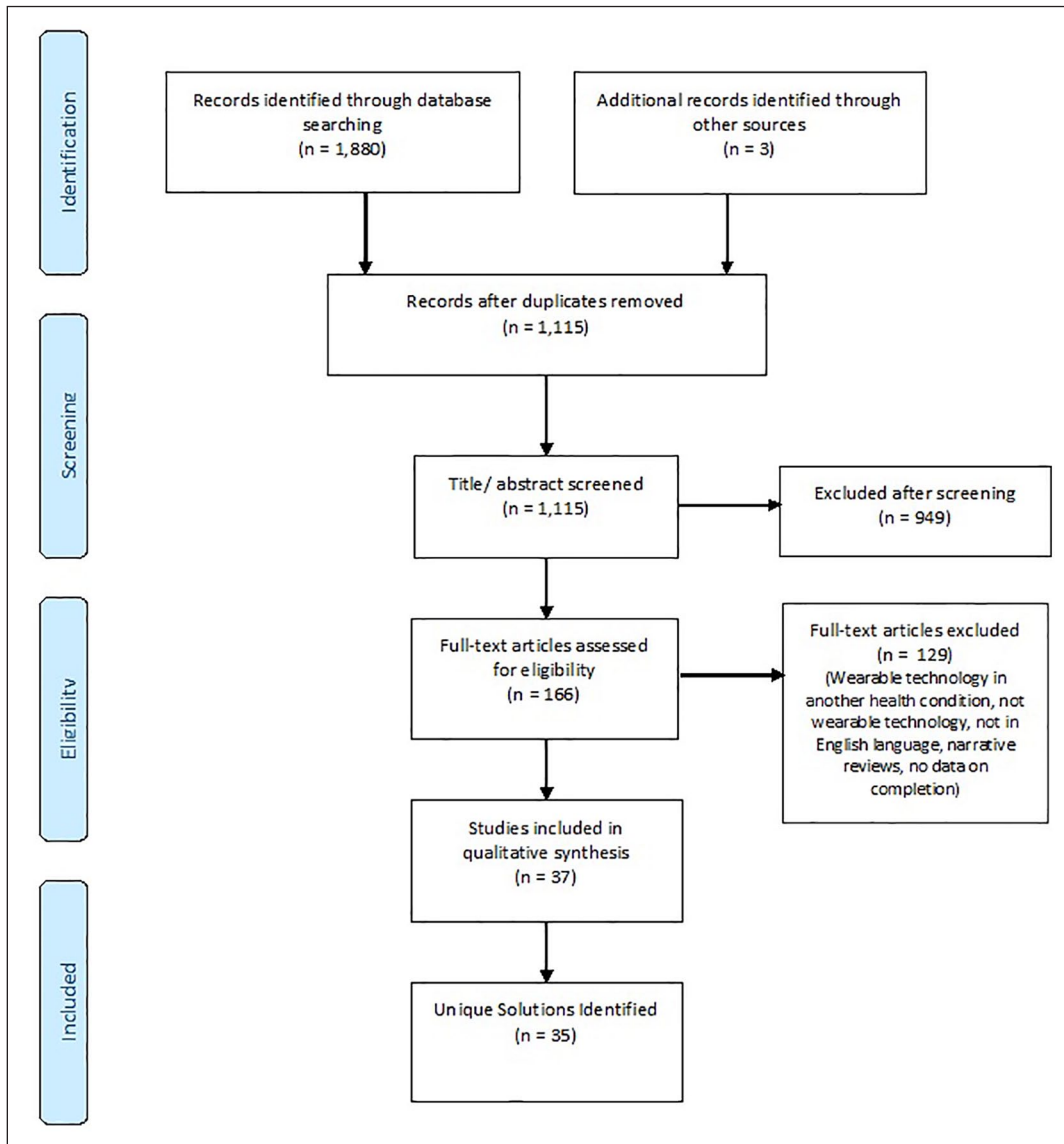 Identification
Records identified through database
searching
(n = 1,880)
Additional records identified through
other sources
(n = 3)
Records after duplicates removed
(n = 1,115)
Screening
Title/ abstract screened
(n = 1,115)
Excluded after screening
(n = 949)
Eligibility
Full-text articles assessed
for eligibility
(n = 166)
Full-text articles excluded
(n = 129)
(Wearable technology in
another health condition, not
wearable technology, not in
English language, narrative
reviews, no data on
completion)
Studies included in
qualitative synthesis
(n = 37)
Included
Unique Solutions Identified
(n = 35)